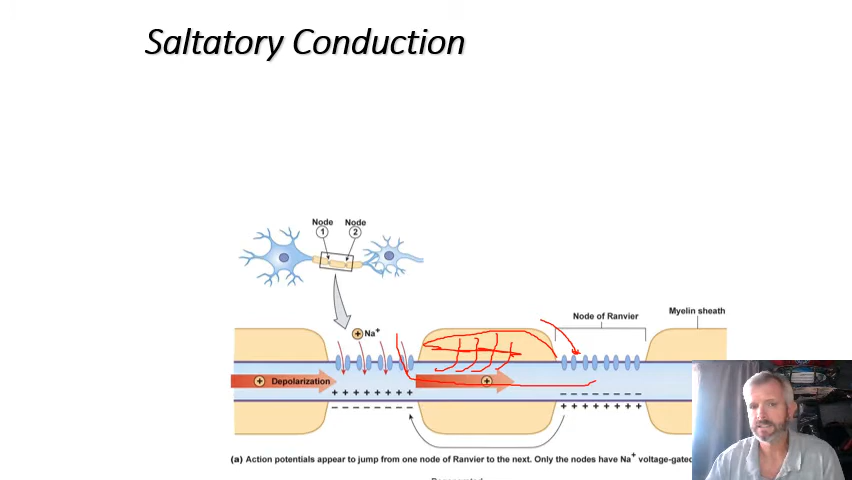 Saltatory Conduction
Node Node
1 2
Node of Ranvier
Myelin sheath
+ Na+
+ Depolarization
+
+ + + + + + + +
− − − − − − − −
− − − − − − − −
+ + + + + + + +
(a) Action potentials appear to jump from one node of Ranvier to the next. Only the nodes have Na+ voltage-gated